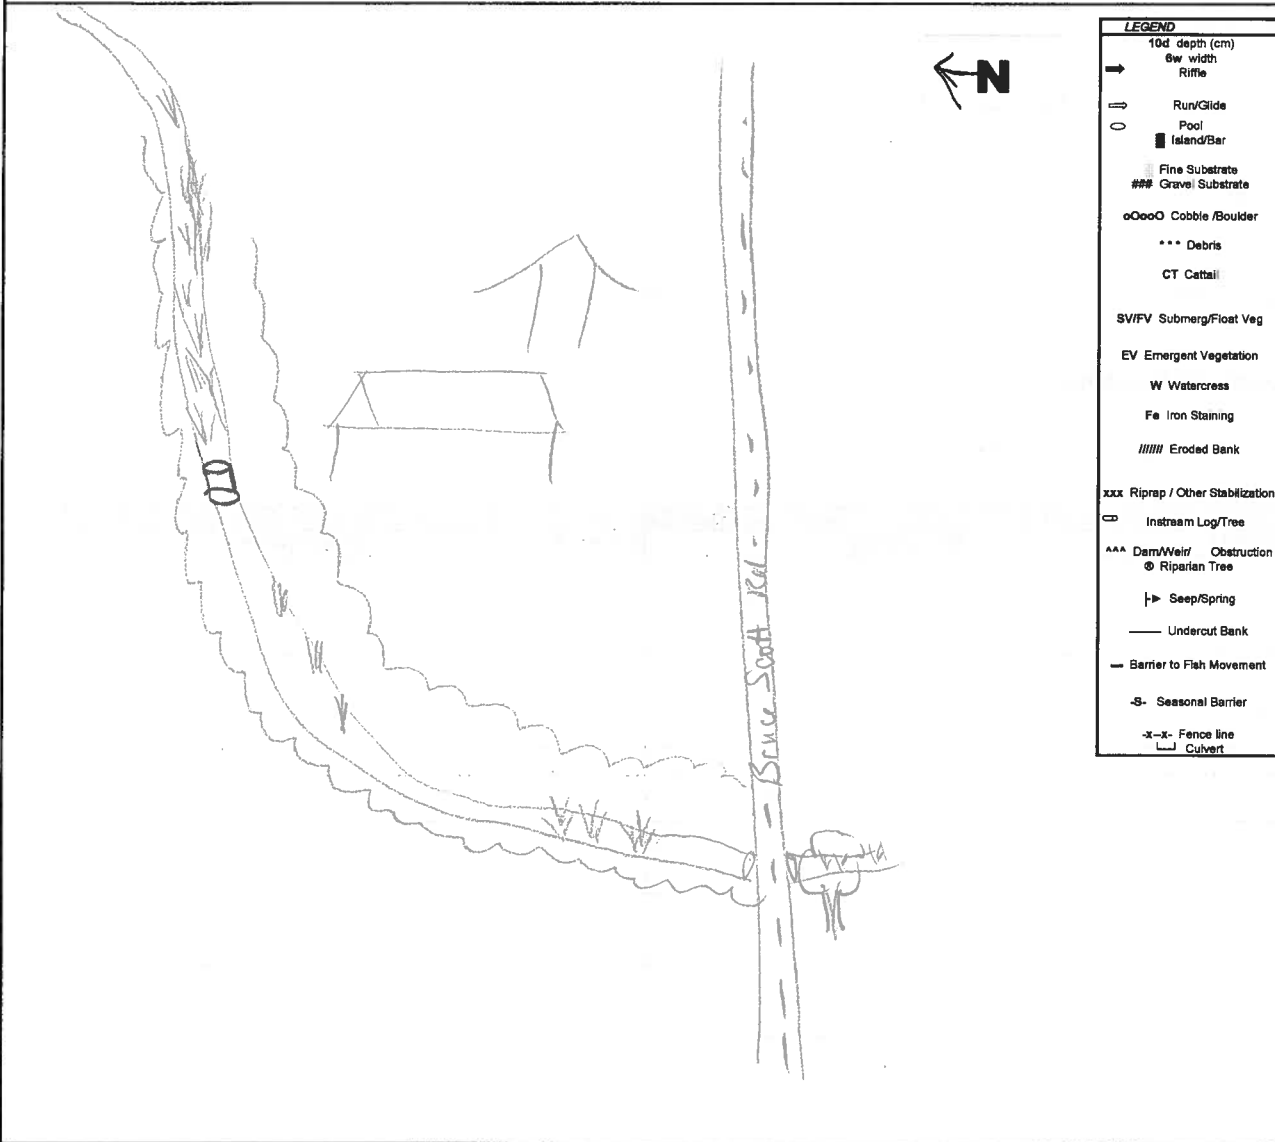 N
LEGEND
10d depth (cm)
6w width
Riffle
Run/Glide
Pool
Island/Bar
Fine Substrate
### Gravel Substrate
oOooO Cobble /Boulder
*** Debris
CT Cattail
SV/FV Submerg/Float Veg
EV Emergent Vegetation
W Watercress
Fe Iron Staining
/////// Eroded Bank
xxx Riprap / Other Stabilization
Instream Log/Tree
^^^ Dam/Weir/ Obstruction
® Riparian Tree
Seep/Spring
Undercut Bank
Barrier to Fish Movement
-S- Seasonal Barrier
-x--x- Fence line
Culvert
Bruce Scott Rd